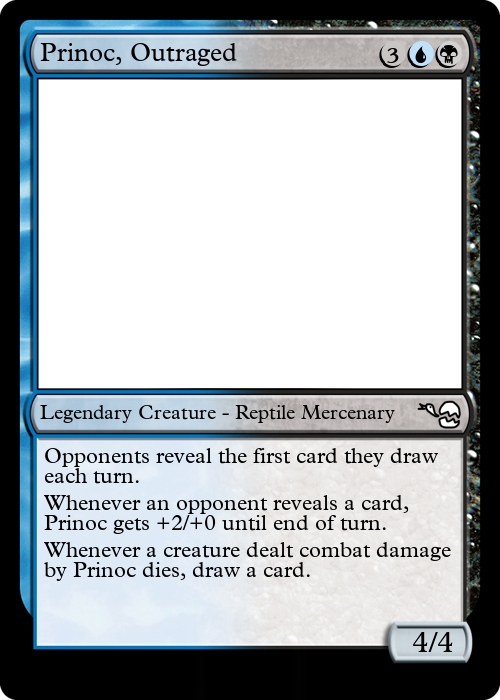 Prinoc, Outraged
3
Legendary Creature - Reptile Mercenary
Opponents reveal the first card they draw
each turn.
Whenever an opponent reveals a card,
Prinoc gets +2/+0 until end of turn.
Whenever a creature dealt combat damage
by Prinoc dies, draw a card.
4/4